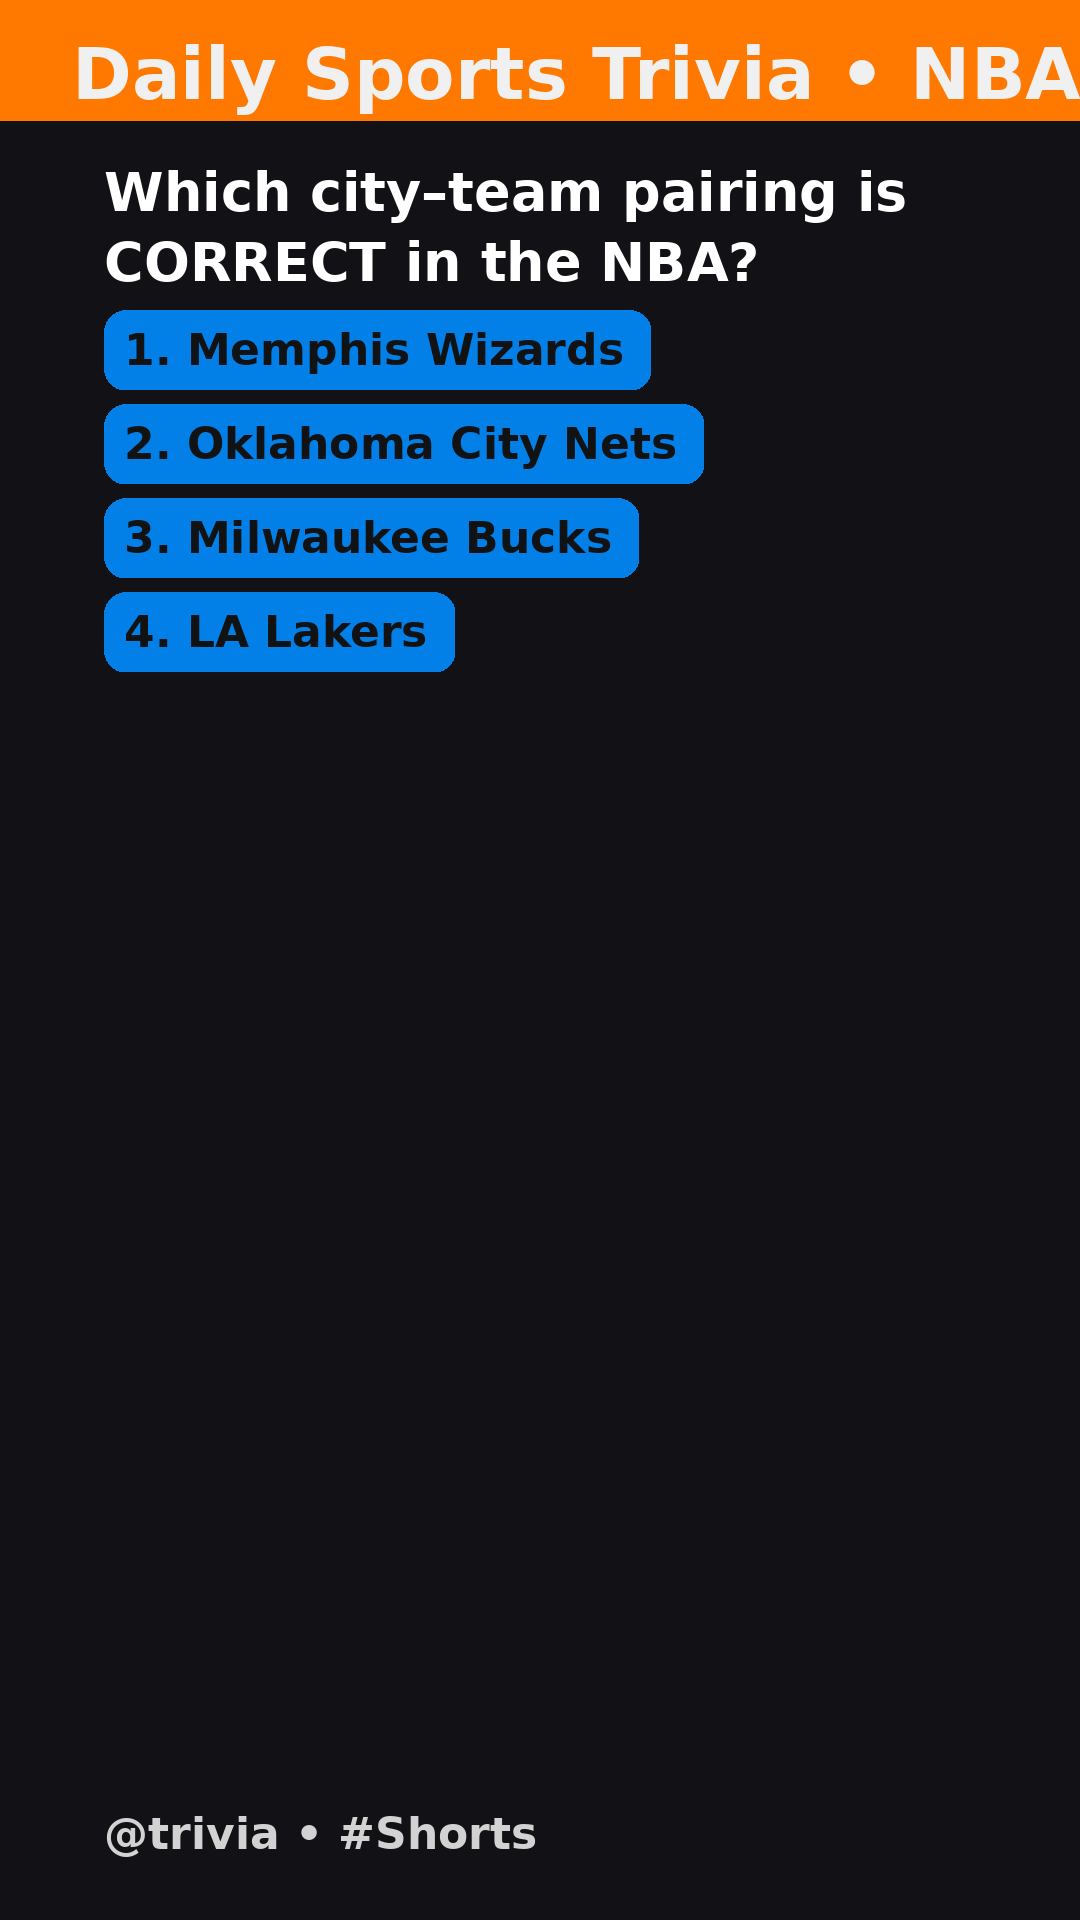 Daily Sports Trivia • NBA
Which city–team pairing is
CORRECT in the NBA?
1. Memphis Wizards
2. Oklahoma City Nets
3. Milwaukee Bucks
4. LA Lakers
@trivia • #Shorts